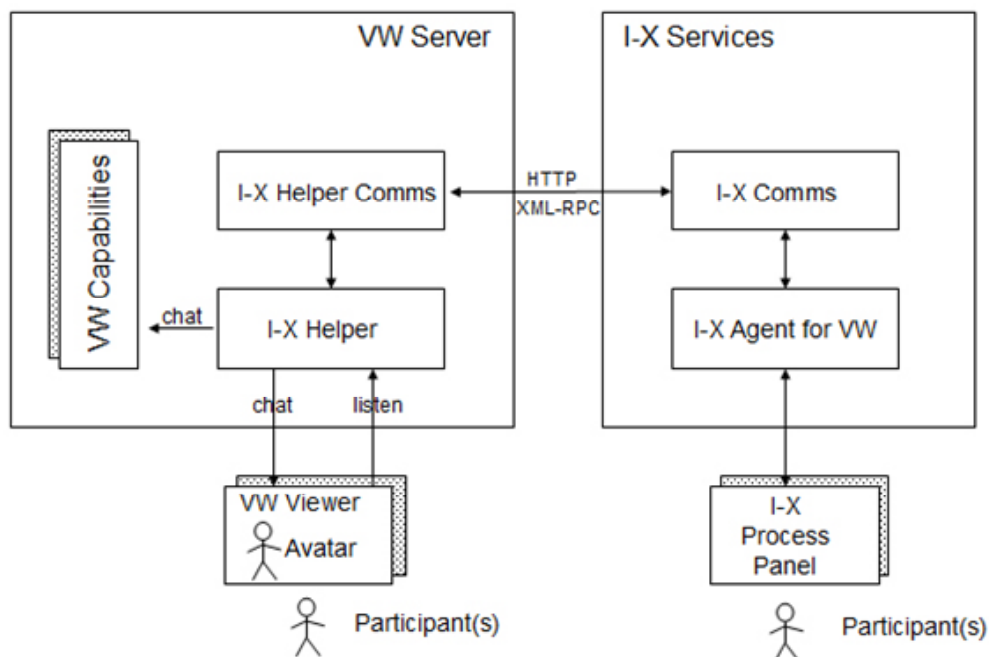 VW Server
I-X Services
VW Capabilities
I-X Helper Comms
HTTP
XML-RPC
I-X Comms
chat
I-X Helper
I-X Agent for VW
chat
listen
VW Viewer
Avatar
I-X
Process
Panel
Participant(s)
Participant(s)